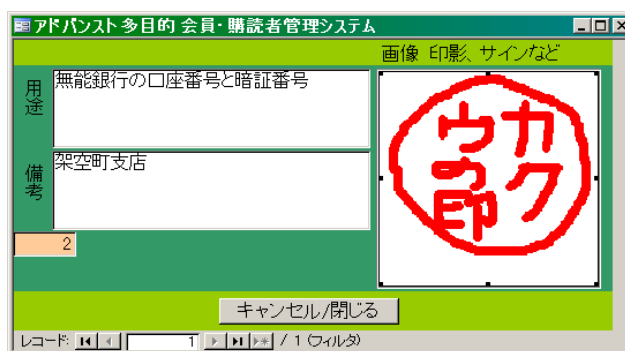 アドバンスト多目的 会員・購読者管理システム
画像 印影、サインなど
用途
無能銀行の口座番号と暗証番号
備考
架空町支店
2
カク
ウの印
キャンセル/閉じる
レコード: 1 / 1 (フィルタ)